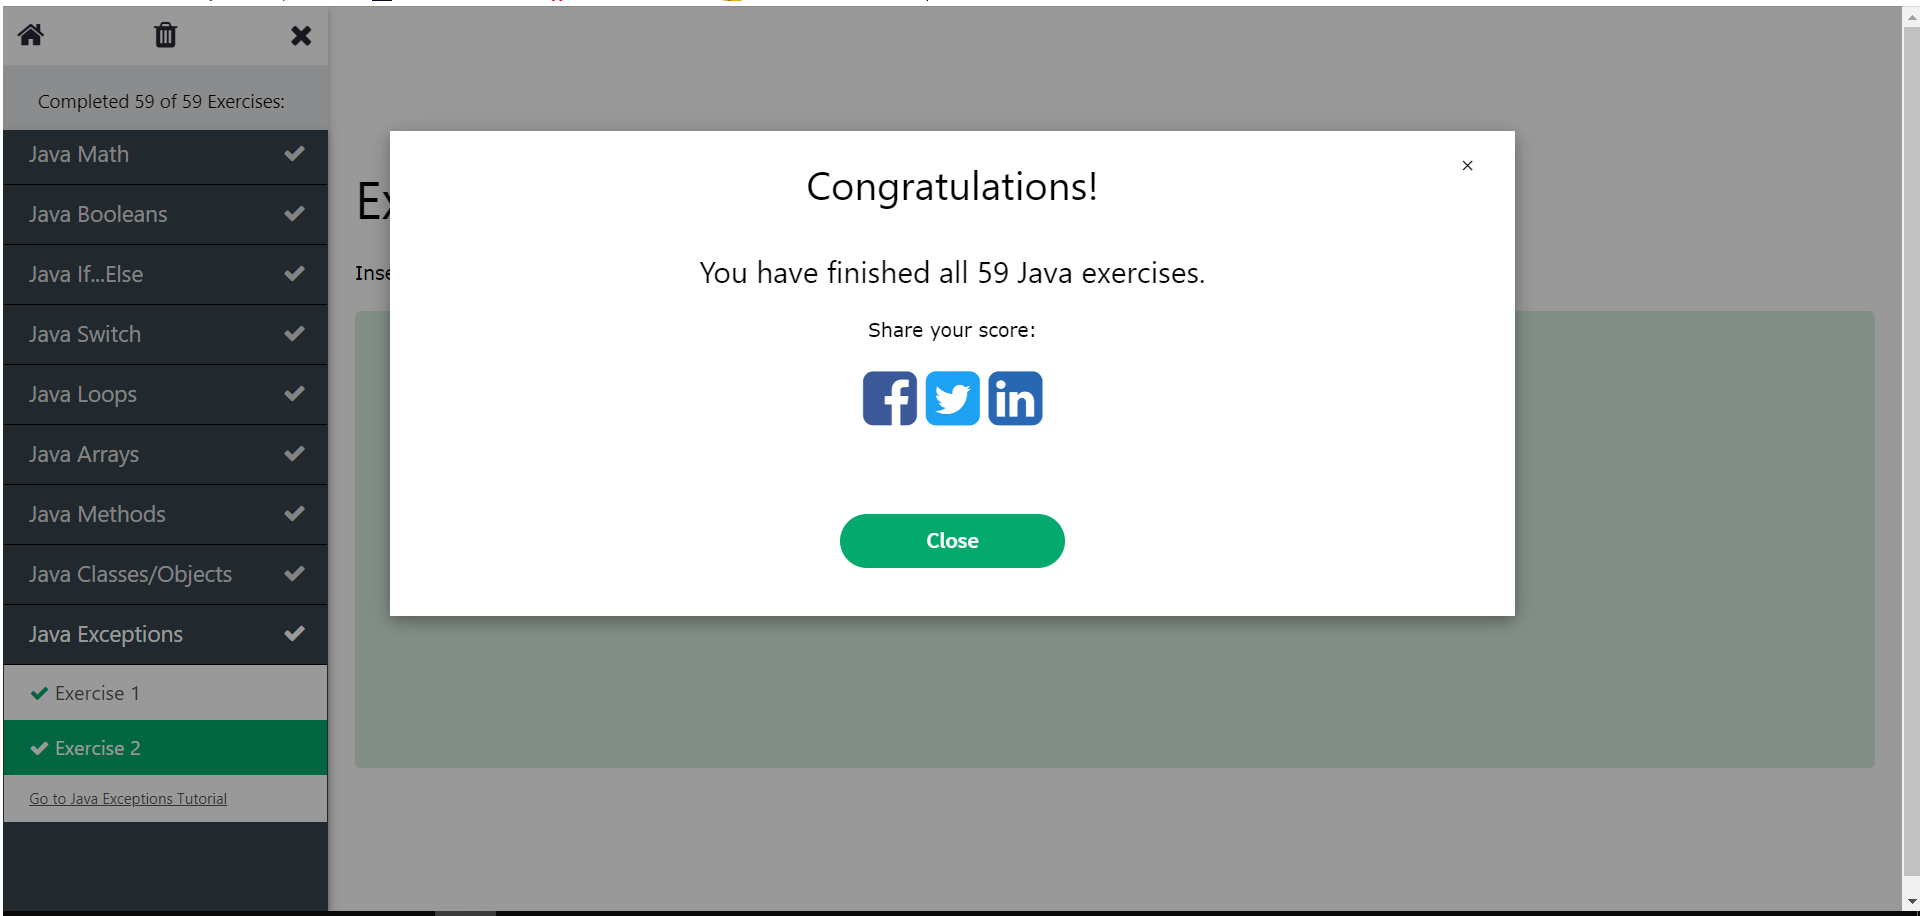 Completed 59 of 59 Exercises:
Java Math
Java Booleans
Java If...Else
Java Switch
Java Loops
Java Arrays
Java Methods
Java Classes/Objects
Java Exceptions
Exercise 1
Exercise 2
Go to Java Exceptions Tutorial
×
Congratulations!
You have finished all 59 Java exercises.
Share your score:
Close